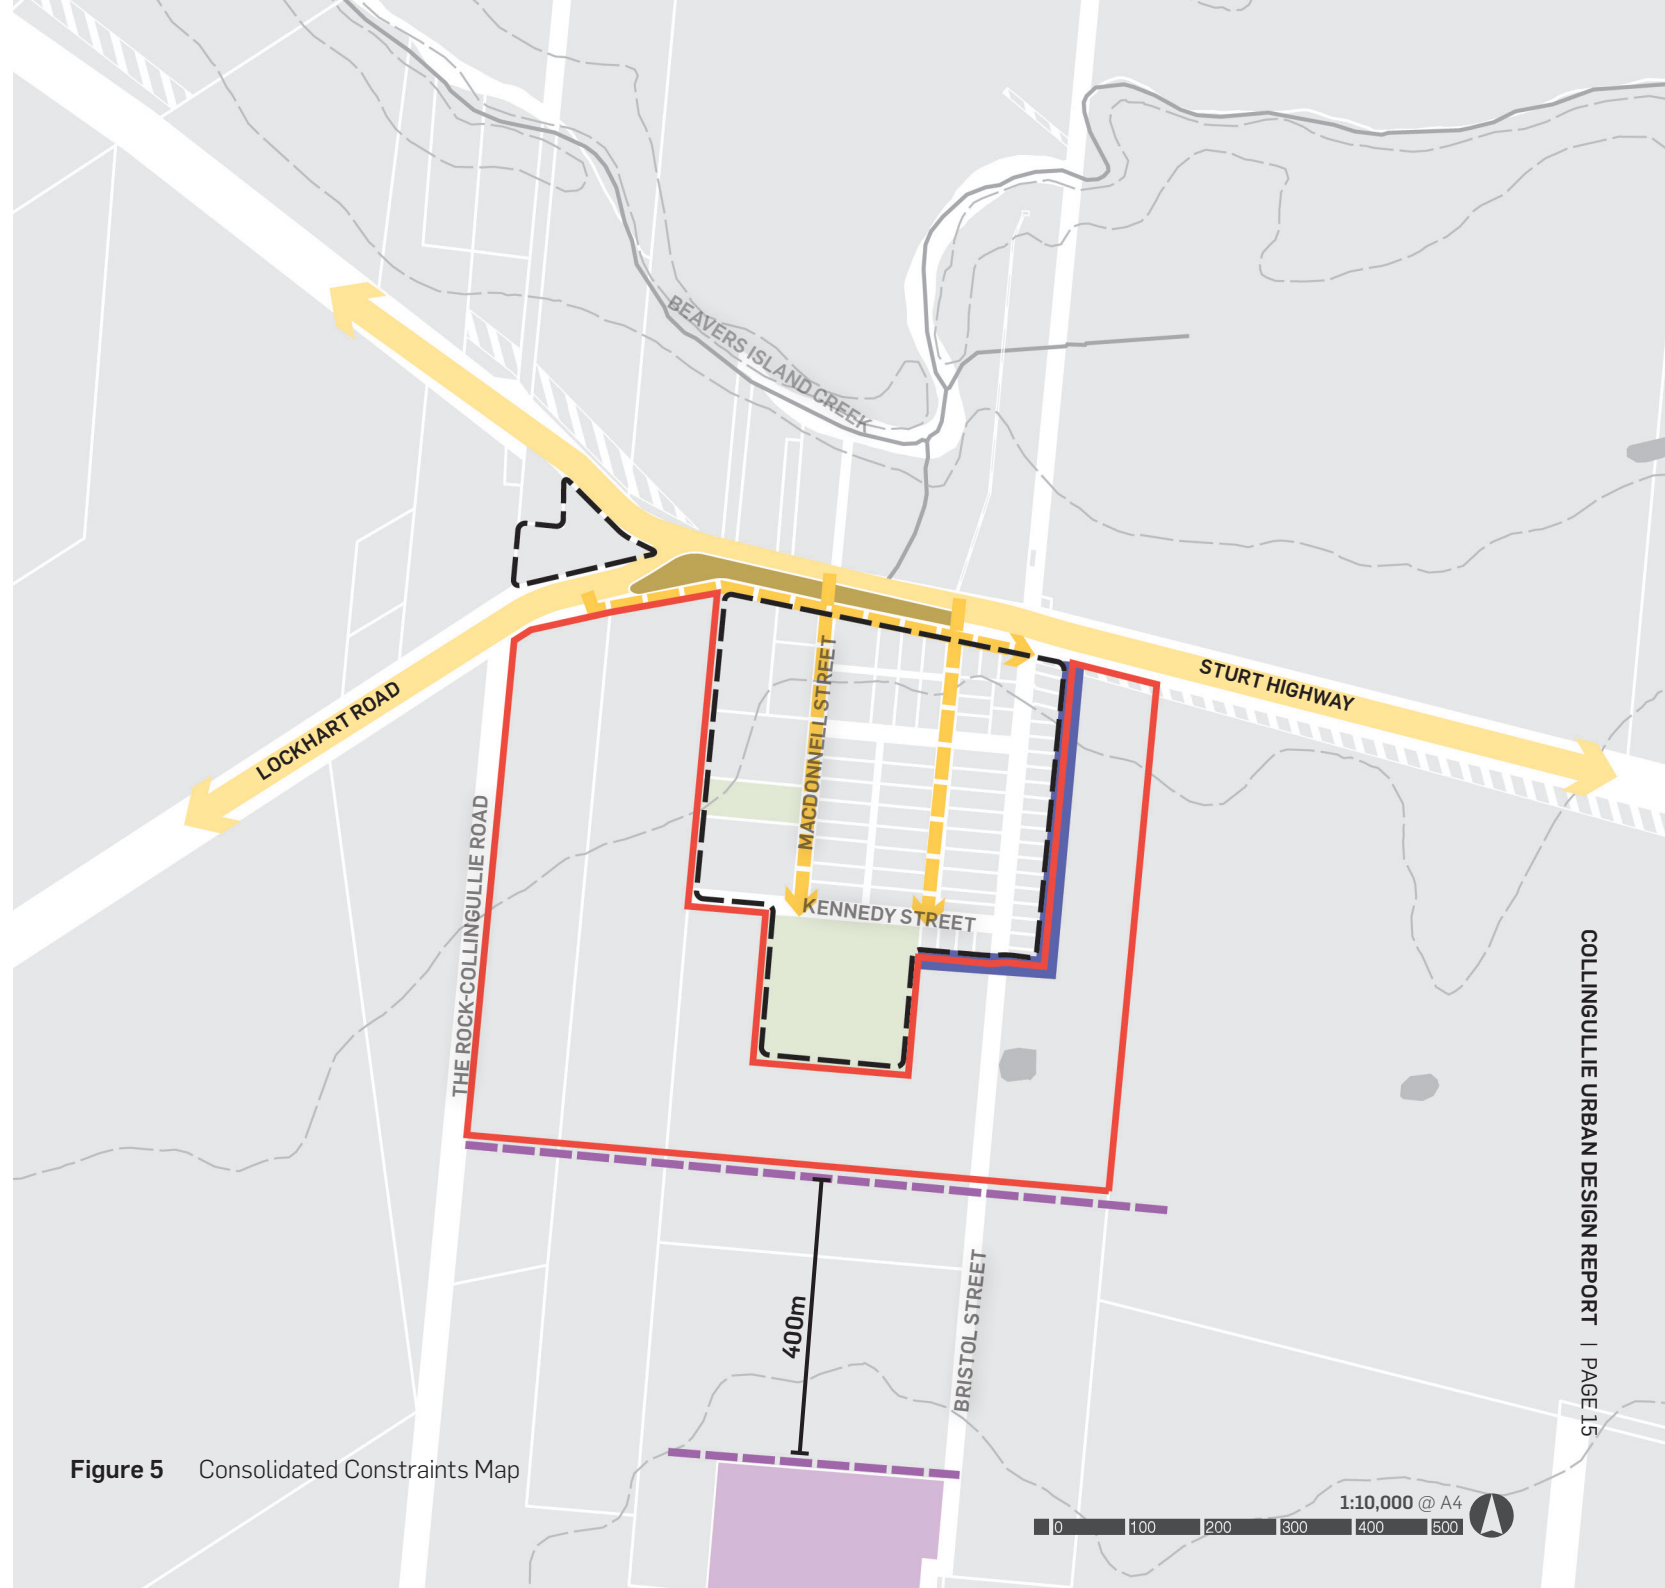 BEAVERS ISLAND CREEK
STURT HIGHWAY
LOCKHART ROAD
MACDONNELL STREET
THE ROCK-COLLINGULLIE ROAD
KENNEDY STREET
BRISTOL STREET
400m
COLLINGULLIE URBAN DESIGN REPORT | PAGE 15
Figure 5 Consolidated Constraints Map
1:10,000 @ A4
0 100 200 300 400 500